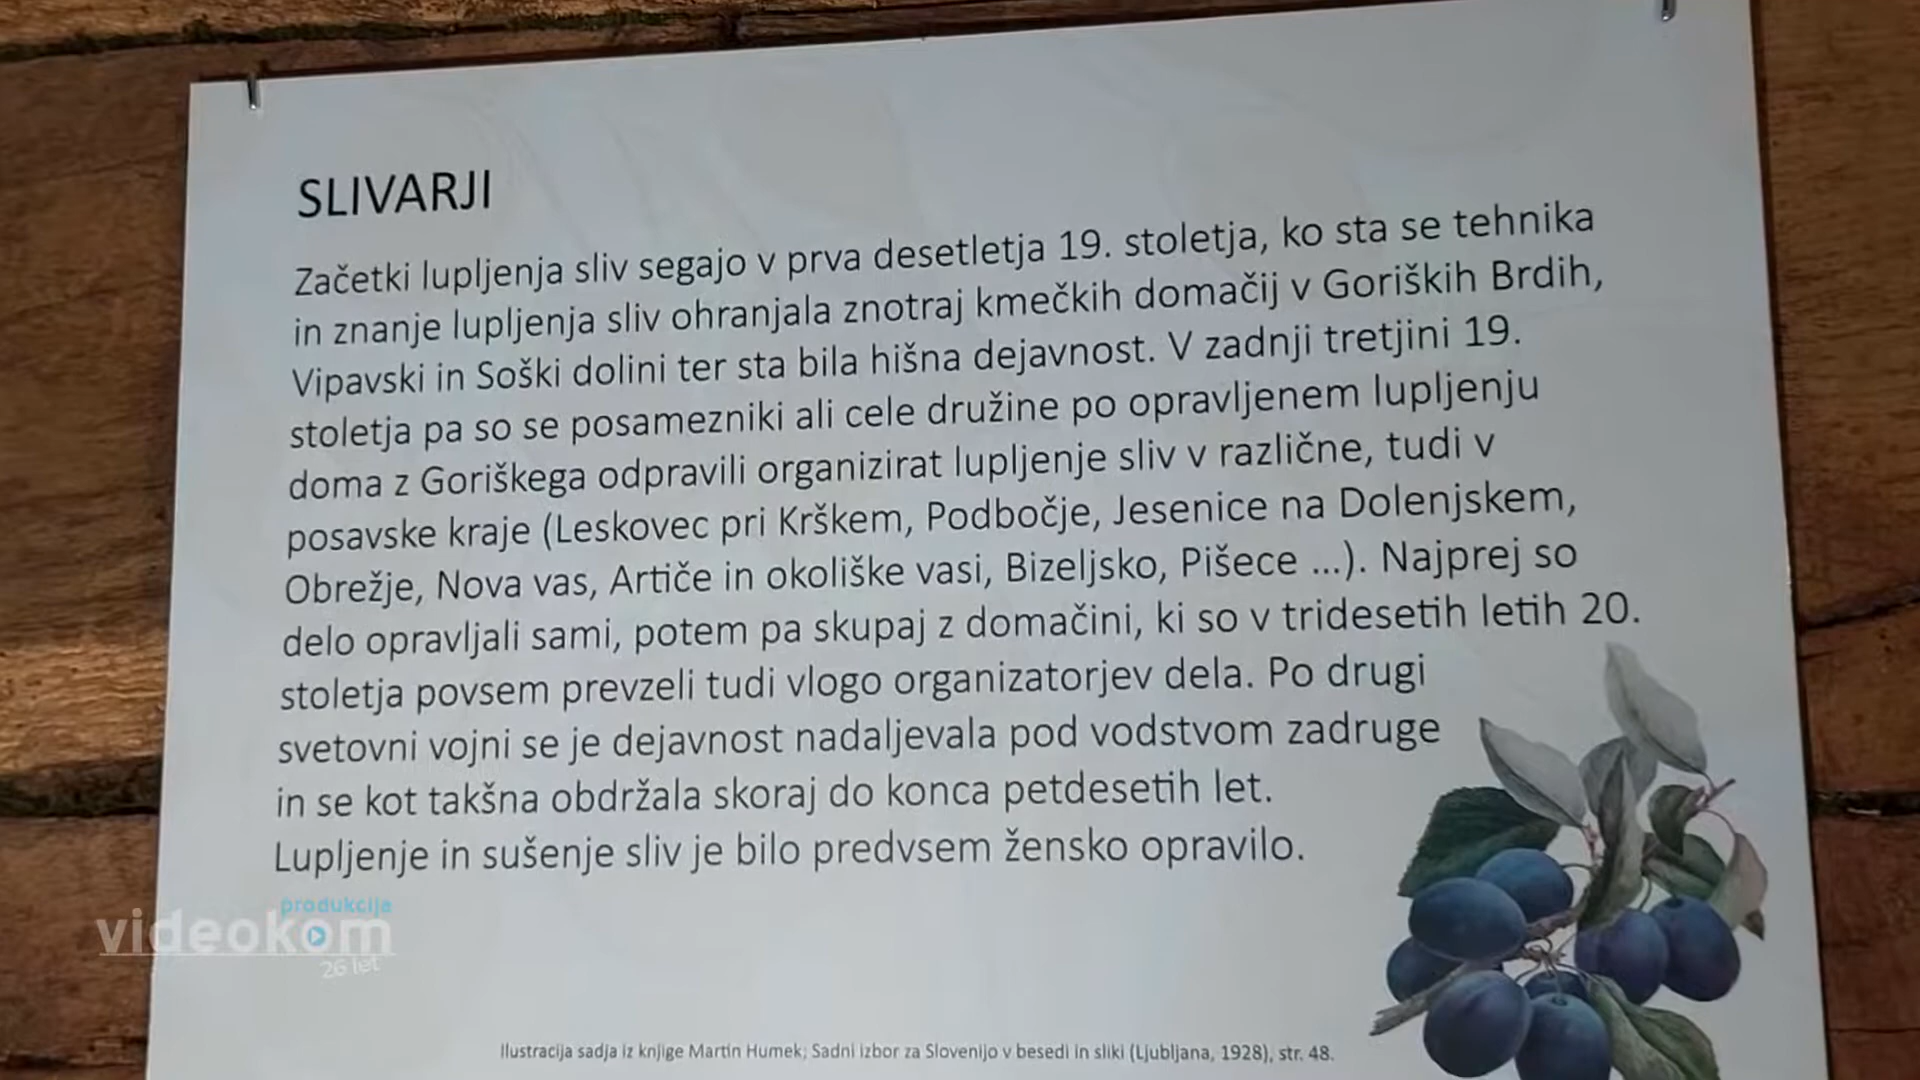 SLIVARJI
Začetki lupljenja sliv segajo v prva desetletja 19. stoletja, ko sta se tehnika
in znanje lupljenja sliv ohranjala znotraj kmečkih domačij v Goriških Brdih,
Vipavski in Soški dolini ter sta bila hišna dejavnost. V zadnji tretjini 19.
stoletja pa so se posamezniki ali cele družine po opravljenem lupljenju
doma z Goriškega odpravili organizirat lupljenje sliv v različne, tudi v
posavske kraje (Leskovec pri Krškem, Podbočje, Jesenice na Dolenjskem,
Obrežje, Nova vas, Artiče in okoliške vasi, Bizeljsko, Pišece ...). Najprej so
delo opravljali sami, potem pa skupaj z domačini, ki so v tridesetih letih 20.
stoletja povsem prevzeli tudi vlogo organizatorjev dela. Po drugi
svetovni vojni se je dejavnost nadaljevala pod vodstvom zadruge
in se kot takšna obdržala skoraj do konca petdesetih let.
Lupljenje in sušenje sliv je bilo predvsem žensko opravilo.
produkcija
videokom
26 let
Ilustracija sadja iz knjige Martin Humek; Sadni izbor za Slovenijo v besedi in sliki (Ljubljana, 1928), str. 48.